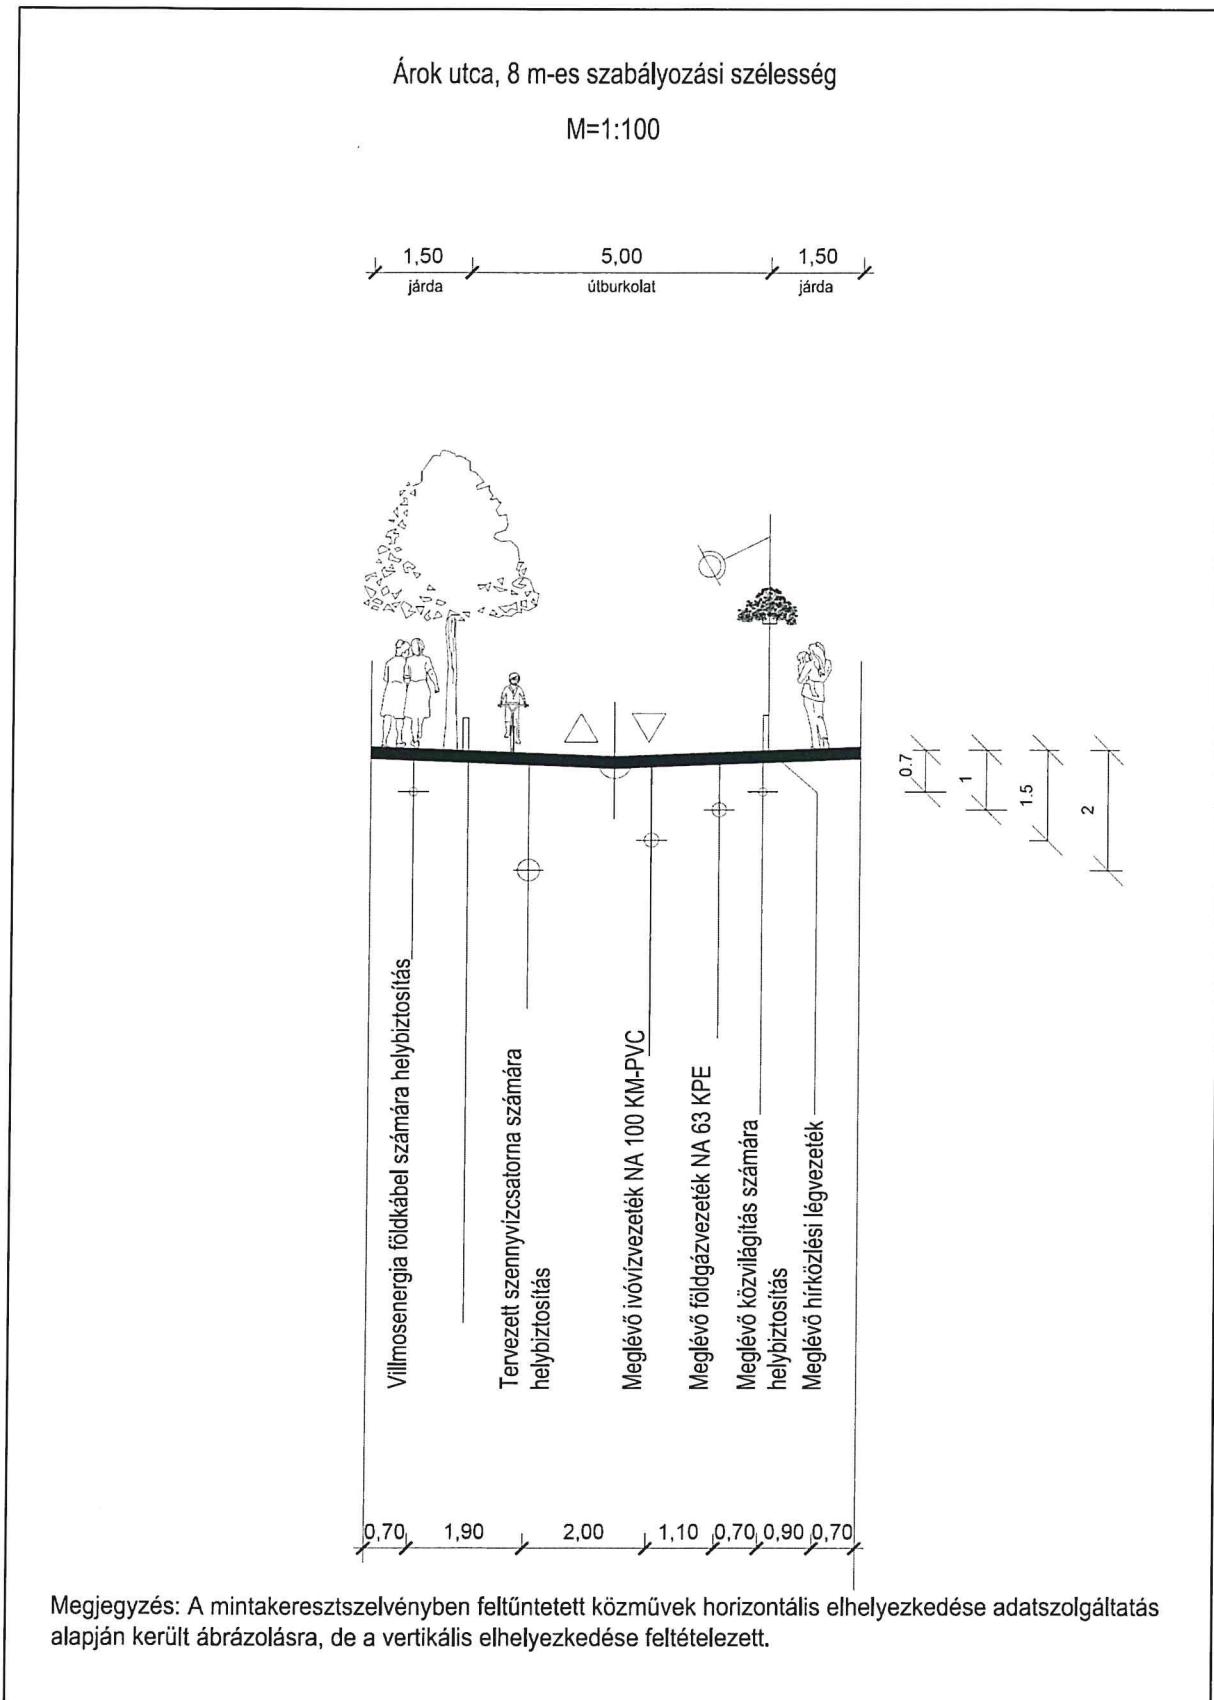 Árok utca, 8 m-es szabályozási szélesség
M=1:100
1,50 5,00 1,50
járda útburkolat járda
0.7
1
1.5
2
Villmosenergia földkábel számára helybiztosítás
Tervezett szennyvízcsatorna számára
helybiztosítás
Meglévő ivóvízvezeték NA 100 KM-PVC
Meglévő földgázvezeték NA 63 KPE
Meglévő közvilágítás számára
helybiztosítás
Meglévő hírközlési légvezeték
0,70 1,90 2,00 1,10 0,70 0,90 0,70
Megjegyzés: A mintakeresztszelvényben feltűntetett közművek horizontális elhelyezkedése adatszolgáltatás
alapján került ábrázolásra, de a vertikális elhelyezkedése feltételezett.